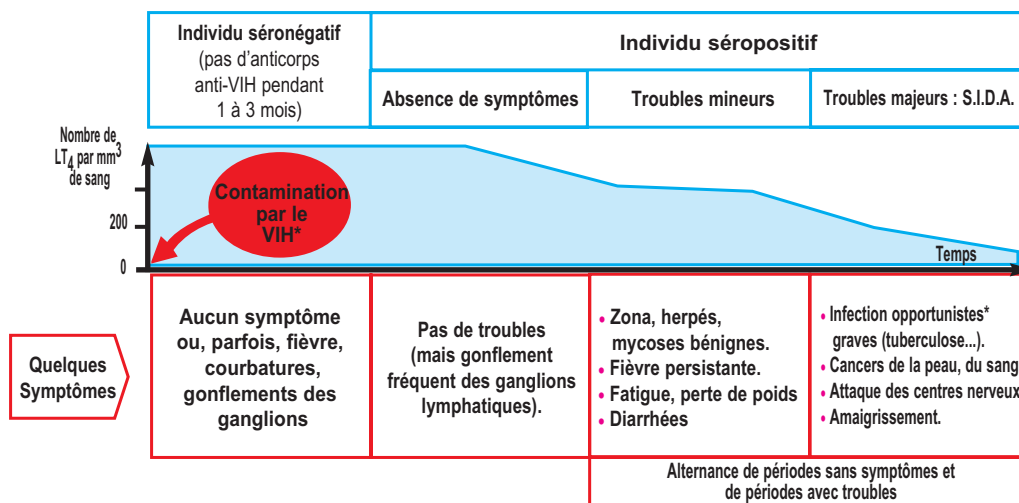 Individu séronégatif
(pas d'anticorps
anti-VIH pendant
1 à 3 mois)
Individu séropositif
Absence de symptômes
Troubles mineurs
Troubles majeurs : S.I.D.A.
Nombre de
LT4 par mm3
de sang
200
0
Contamination
par le
VIH*
Temps
Quelques
Symptômes
Aucun symptôme
ou, parfois, fièvre,
courbatures,
gonflements des
ganglions
Pas de troubles
(mais gonflement
fréquent des ganglions
lymphatiques).
• Zona, herpés,
mycoses bénignes.
• Fièvre persistante.
• Fatigue, perte de poids
• Diarrhées
• Infection opportunistes*
graves (tuberculose...).
• Cancers de la peau, du sang
• Attaque des centres nerveux
• Amaigrissement.
Alternance de périodes sans symptômes et
de périodes avec troubles